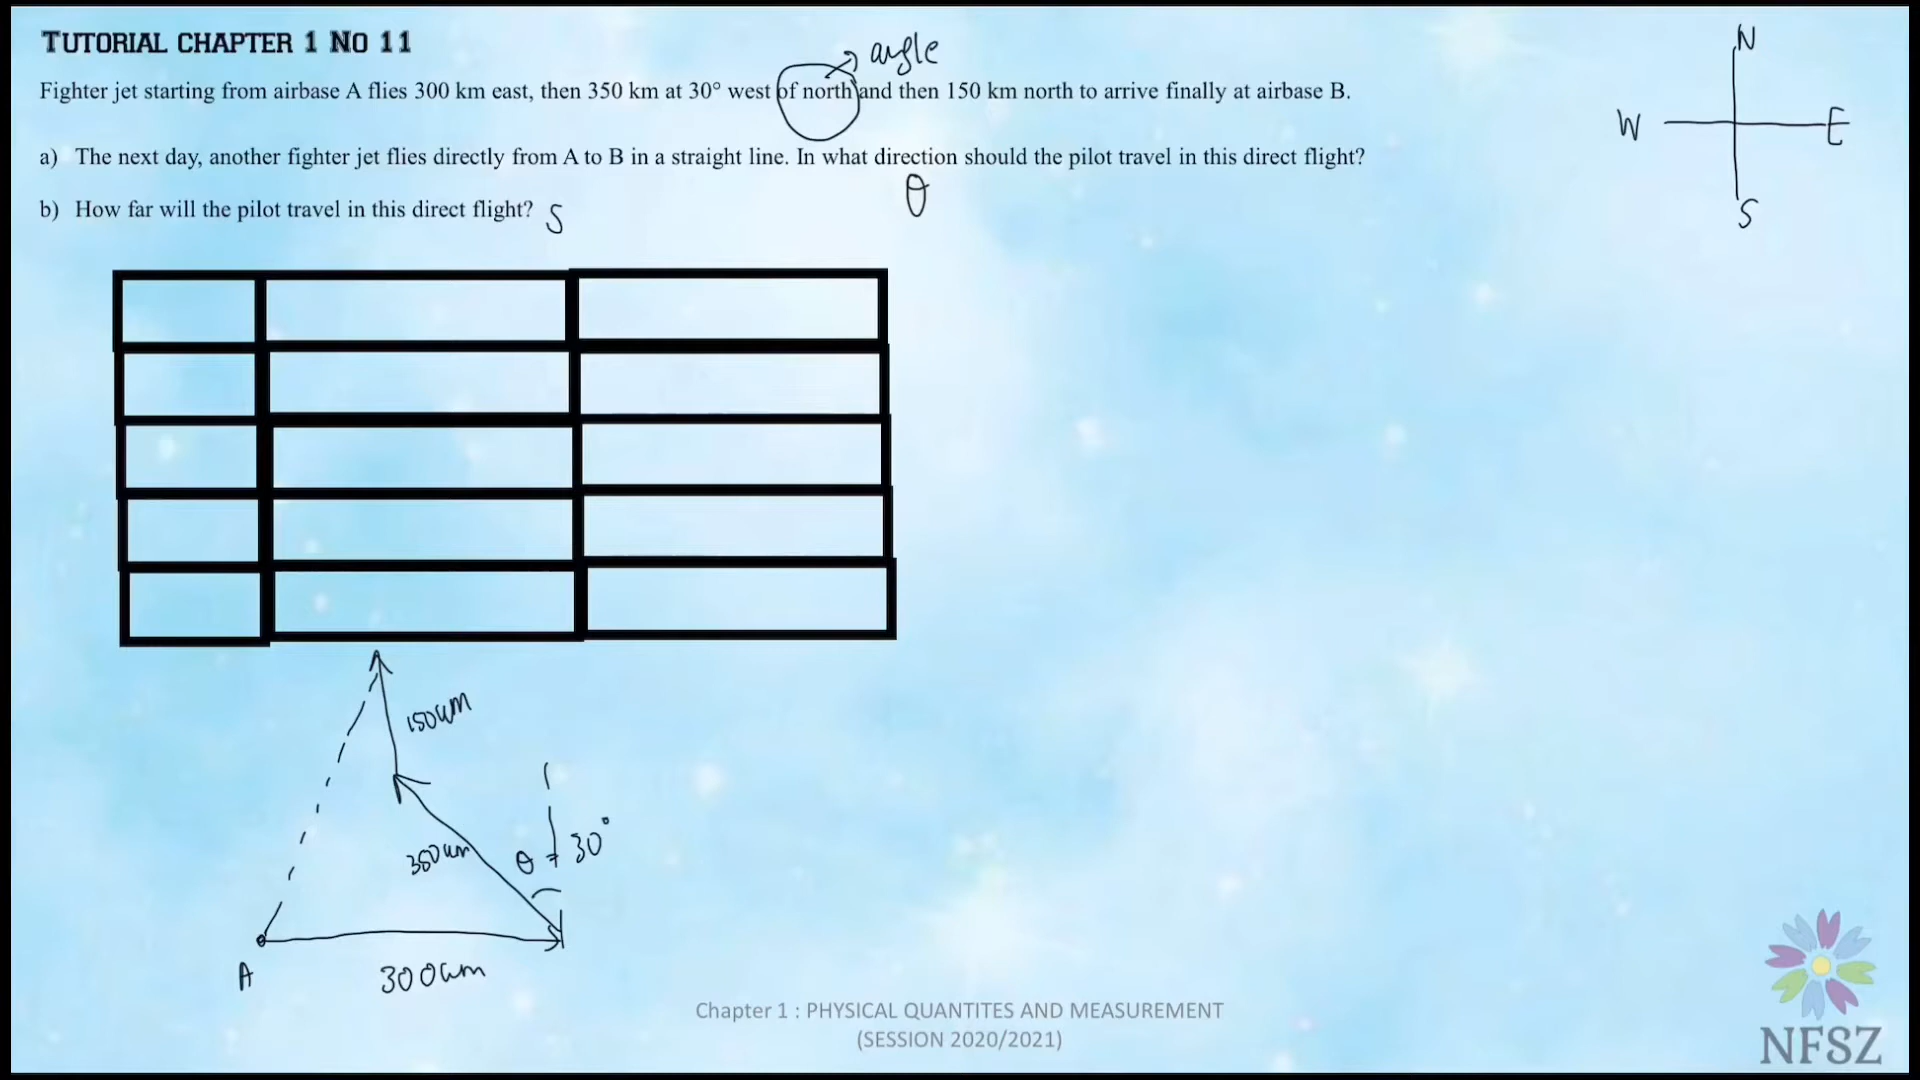 TUTORIAL CHAPTER 1 NO 11
angle
Fighter jet starting from airbase A flies 300 km east, then 350 km at 30° west of north and then 150 km north to arrive finally at airbase B.
a) The next day, another fighter jet flies directly from A to B in a straight line. In what direction should the pilot travel in this direct flight?
θ
b) How far will the pilot travel in this direct flight? S
N
W E
S
150km
350km
θ = 30°
A
300km
Chapter 1 : PHYSICAL QUANTITES AND MEASUREMENT
(SESSION 2020/2021)
NFSZ